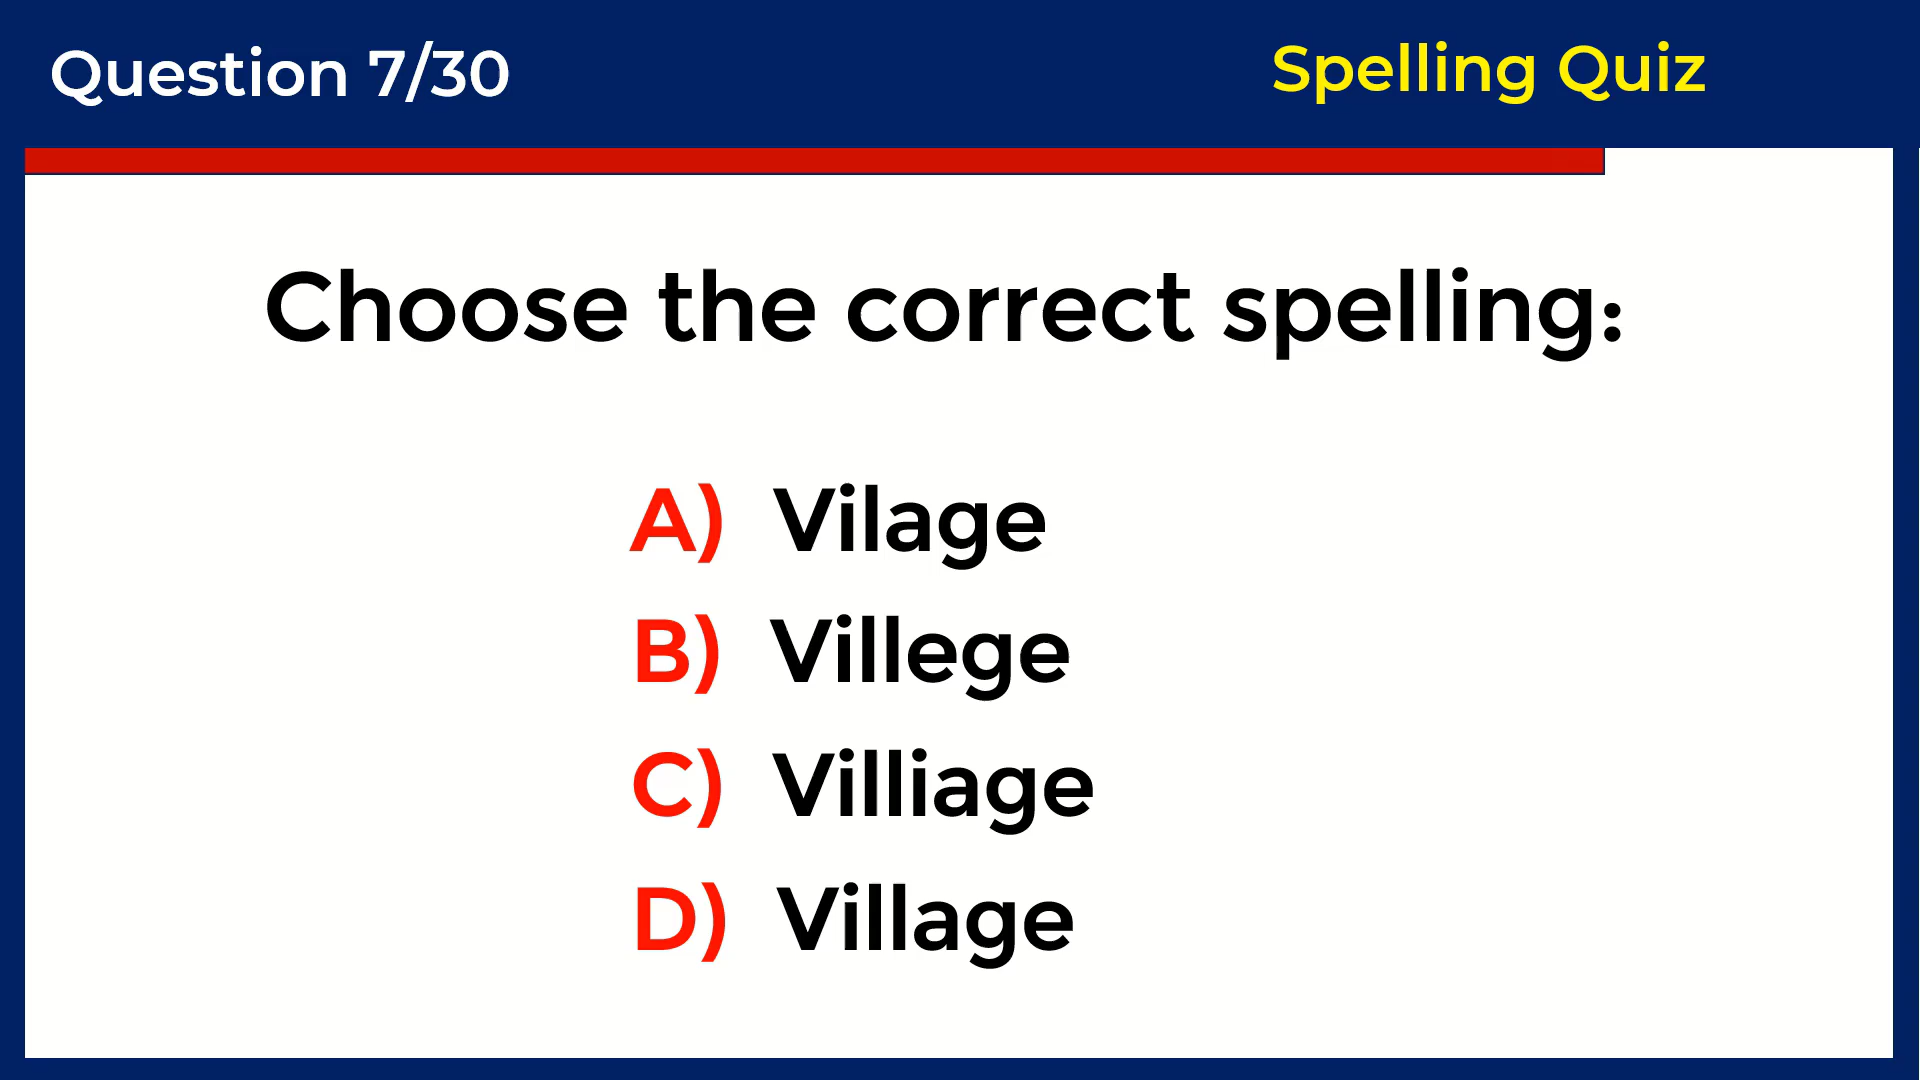 Question 7/30
Spelling Quiz
Choose the correct spelling:
A) Vilage
B) Villege
C) Villiage
D) Village